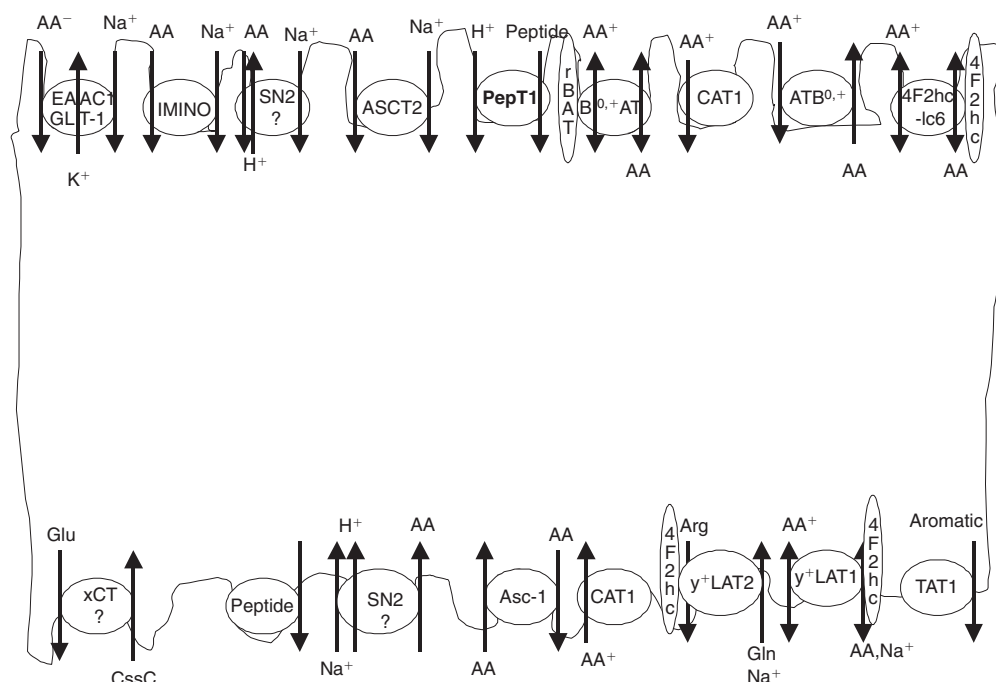 AA⁻ Na⁺ AA Na⁺ AA Na⁺ AA Na⁺ H⁺ Peptide AA⁺ AA⁺ AA⁺ AA⁺
EAAC1
GLT-1
IMINO
SN2
?
ASCT2
PepT1
rBAT
B⁰,⁺AT
CAT1
ATB⁰,⁺
4F2hc
-lc6
4F2hc
K⁺ H⁺ AA AA AA
Glu H⁺ AA AA Arg AA⁺ Aromatic
xCT
?
Peptide
SN2
?
Asc-1
CAT1
4F2hc
y⁺LAT2
y⁺LAT1
4F2hc
TAT1
CssC Na⁺ AA AA⁺ Gln AA,Na⁺
Na⁺